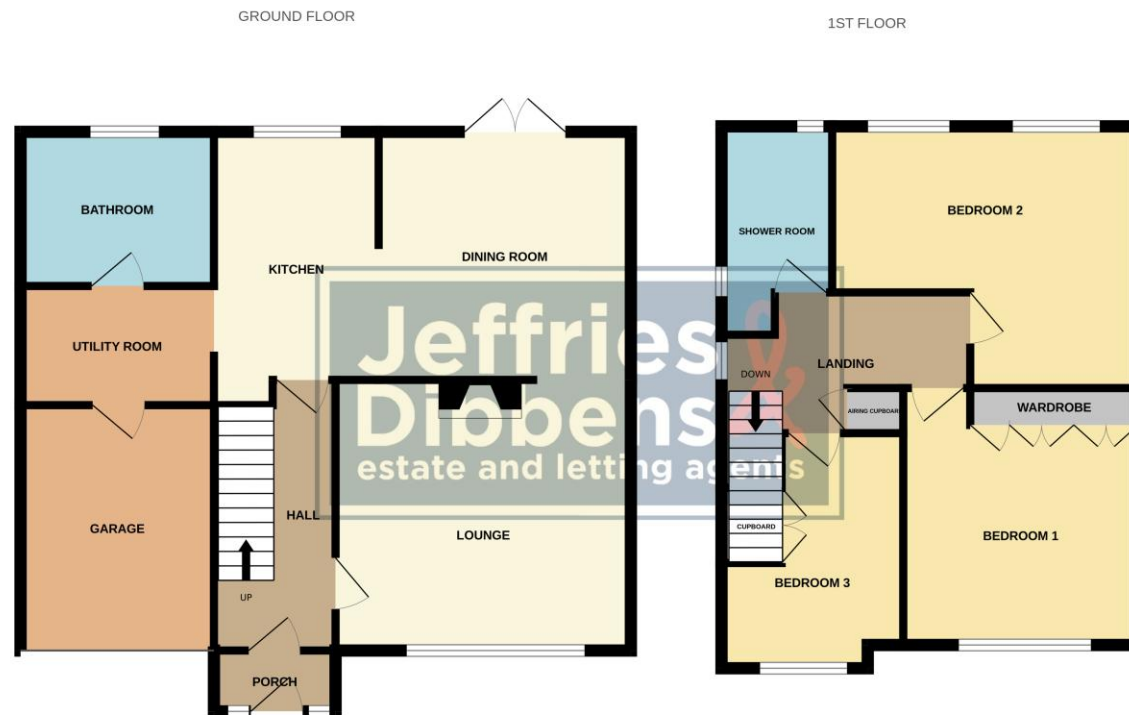 GROUND FLOOR
1ST FLOOR
BATHROOM
KITCHEN
DINING ROOM
UTILITY ROOM
GARAGE
HALL
LOUNGE
UP
PORCH
SHOWER ROOM
BEDROOM 2
LANDING
DOWN
AIRING CUPBOAR
WARDROBE
CUPBOARD
BEDROOM 1
BEDROOM 3
Jeffries &
Dibbens
estate and letting agents